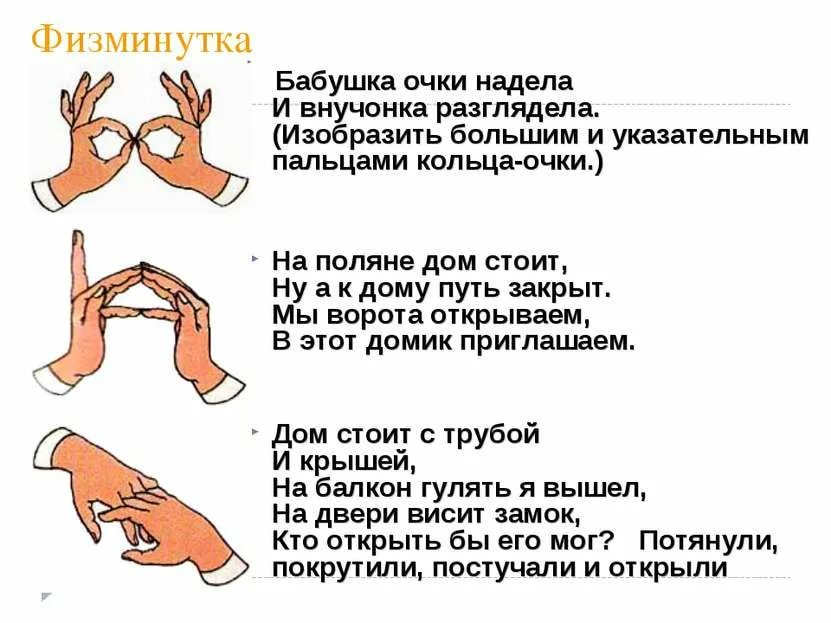 Физминутка
Бабушка очки надела
И внучонка разглядела.
(Изобразить большим и указательным
пальцами кольца-очки.)
На поляне дом стоит,
Ну а к дому путь закрыт.
Мы ворота открываем,
В этот домик приглашаем.
Дом стоит с трубой
И крышей,
На балкон гулять я вышел,
На двери висит замок,
Кто открыть бы его мог? Потянули,
покрутили, постучали и открыли